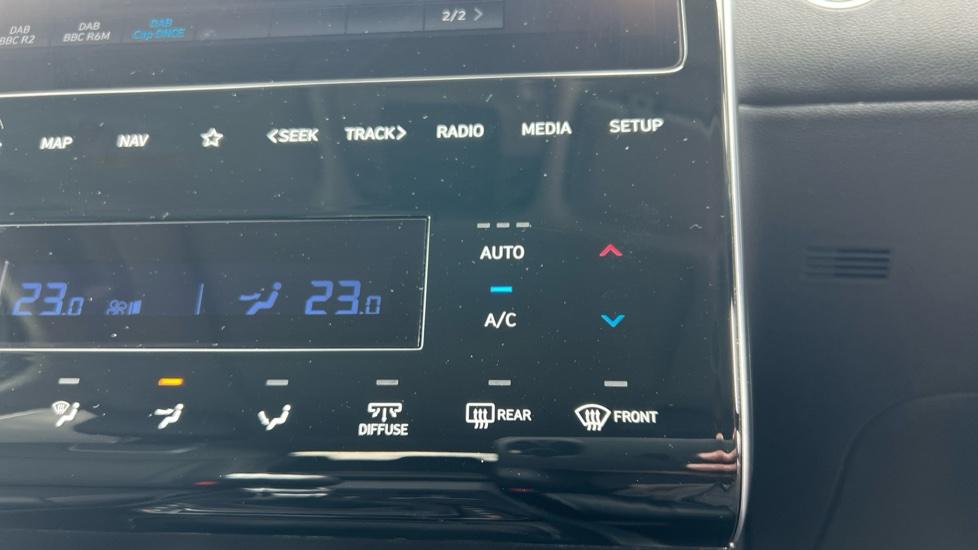 DAB DAB DAB 2/2 >
BBC R2 BBC R6M Cap DNCE
MAP NAV <SEEK TRACK> RADIO MEDIA SETUP
AUTO
23.0 23.0
A/C
DIFFUSE REAR FRONT